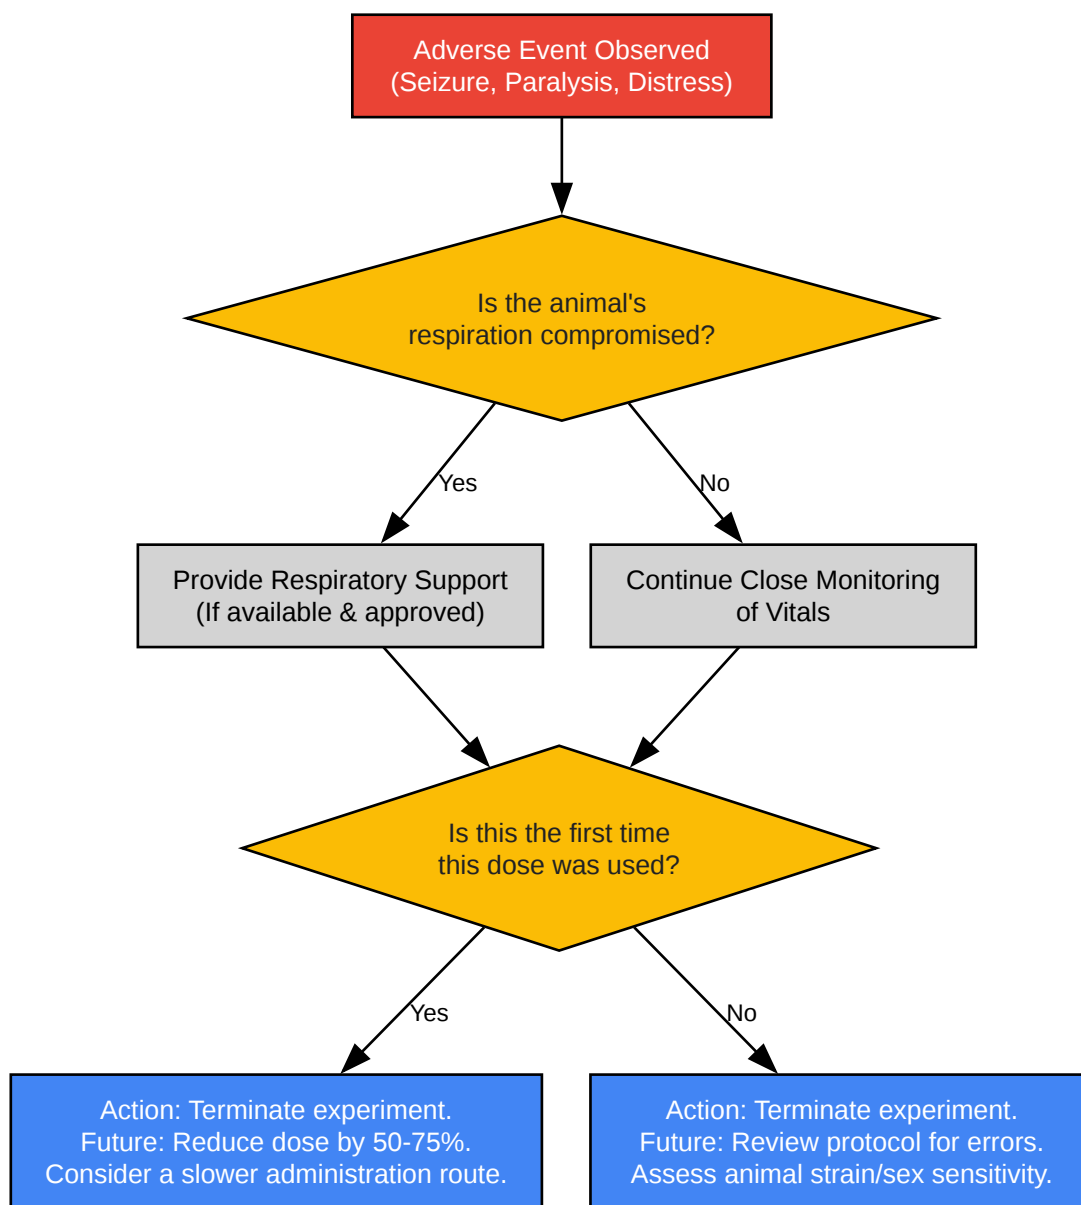 Adverse Event Observed
(Seizure, Paralysis, Distress)
Is the animal's
respiration compromised?
Yes
No
Provide Respiratory Support
(If available & approved)
Continue Close Monitoring
of Vitals
Is this the first time
this dose was used?
Yes
No
Action: Terminate experiment.
Future: Reduce dose by 50-75%.
Consider a slower administration route.
Action: Terminate experiment.
Future: Review protocol for errors.
Assess animal strain/sex sensitivity.